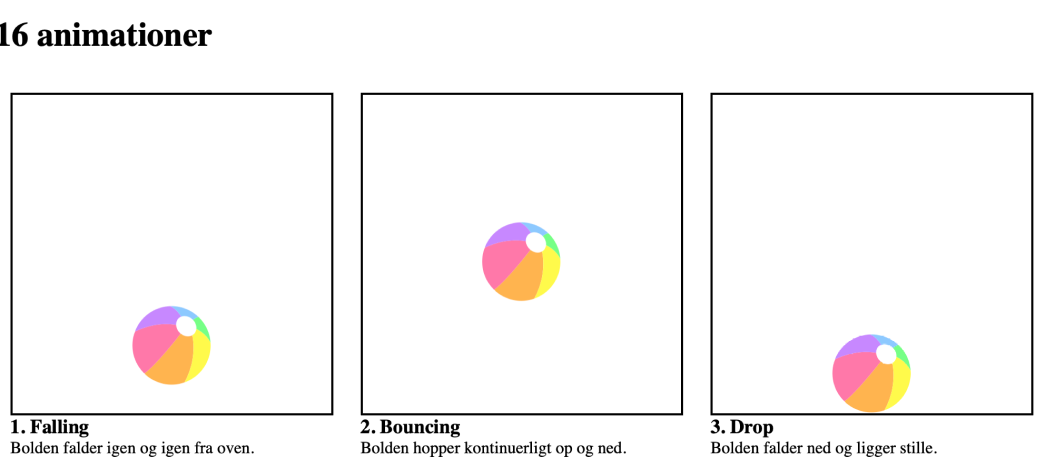 16 animationer
1. Falling
Bolden falder igen og igen fra oven.
2. Bouncing
Bolden hopper kontinuerligt op og ned.
3. Drop
Bolden falder ned og ligger stille.